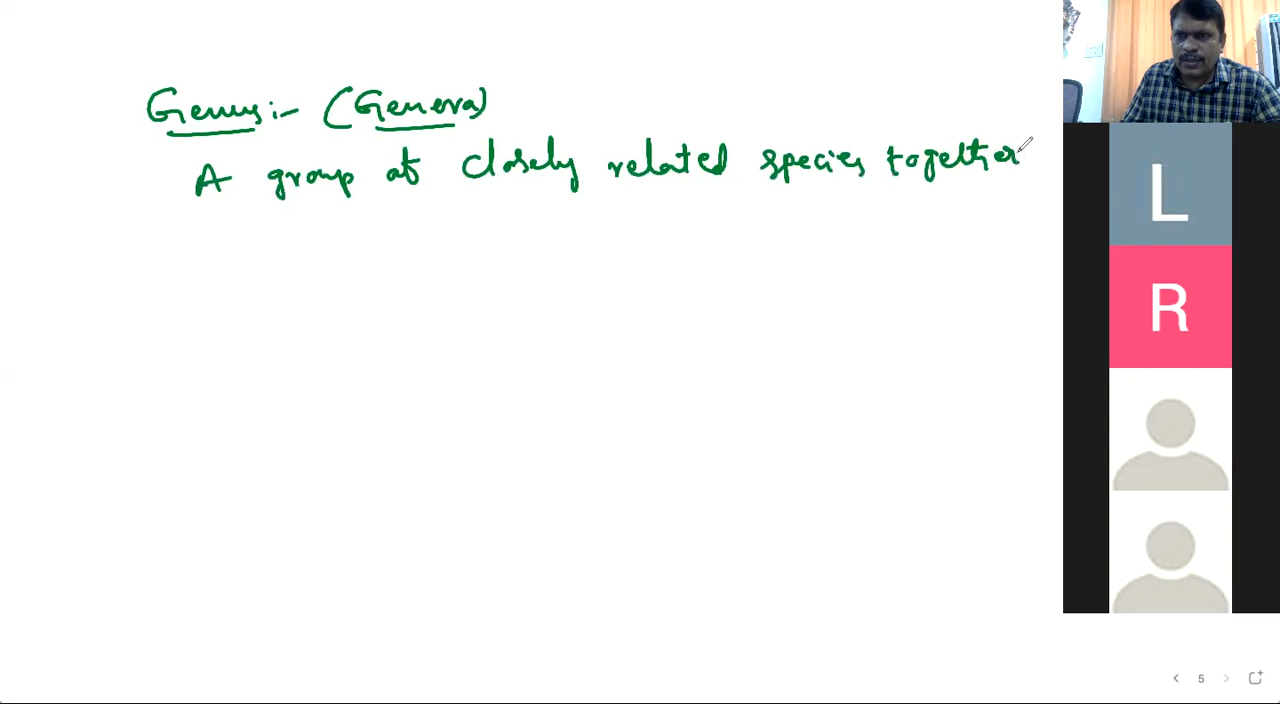 Genus:- (Genera)
A group of closely related species together
L
R
5